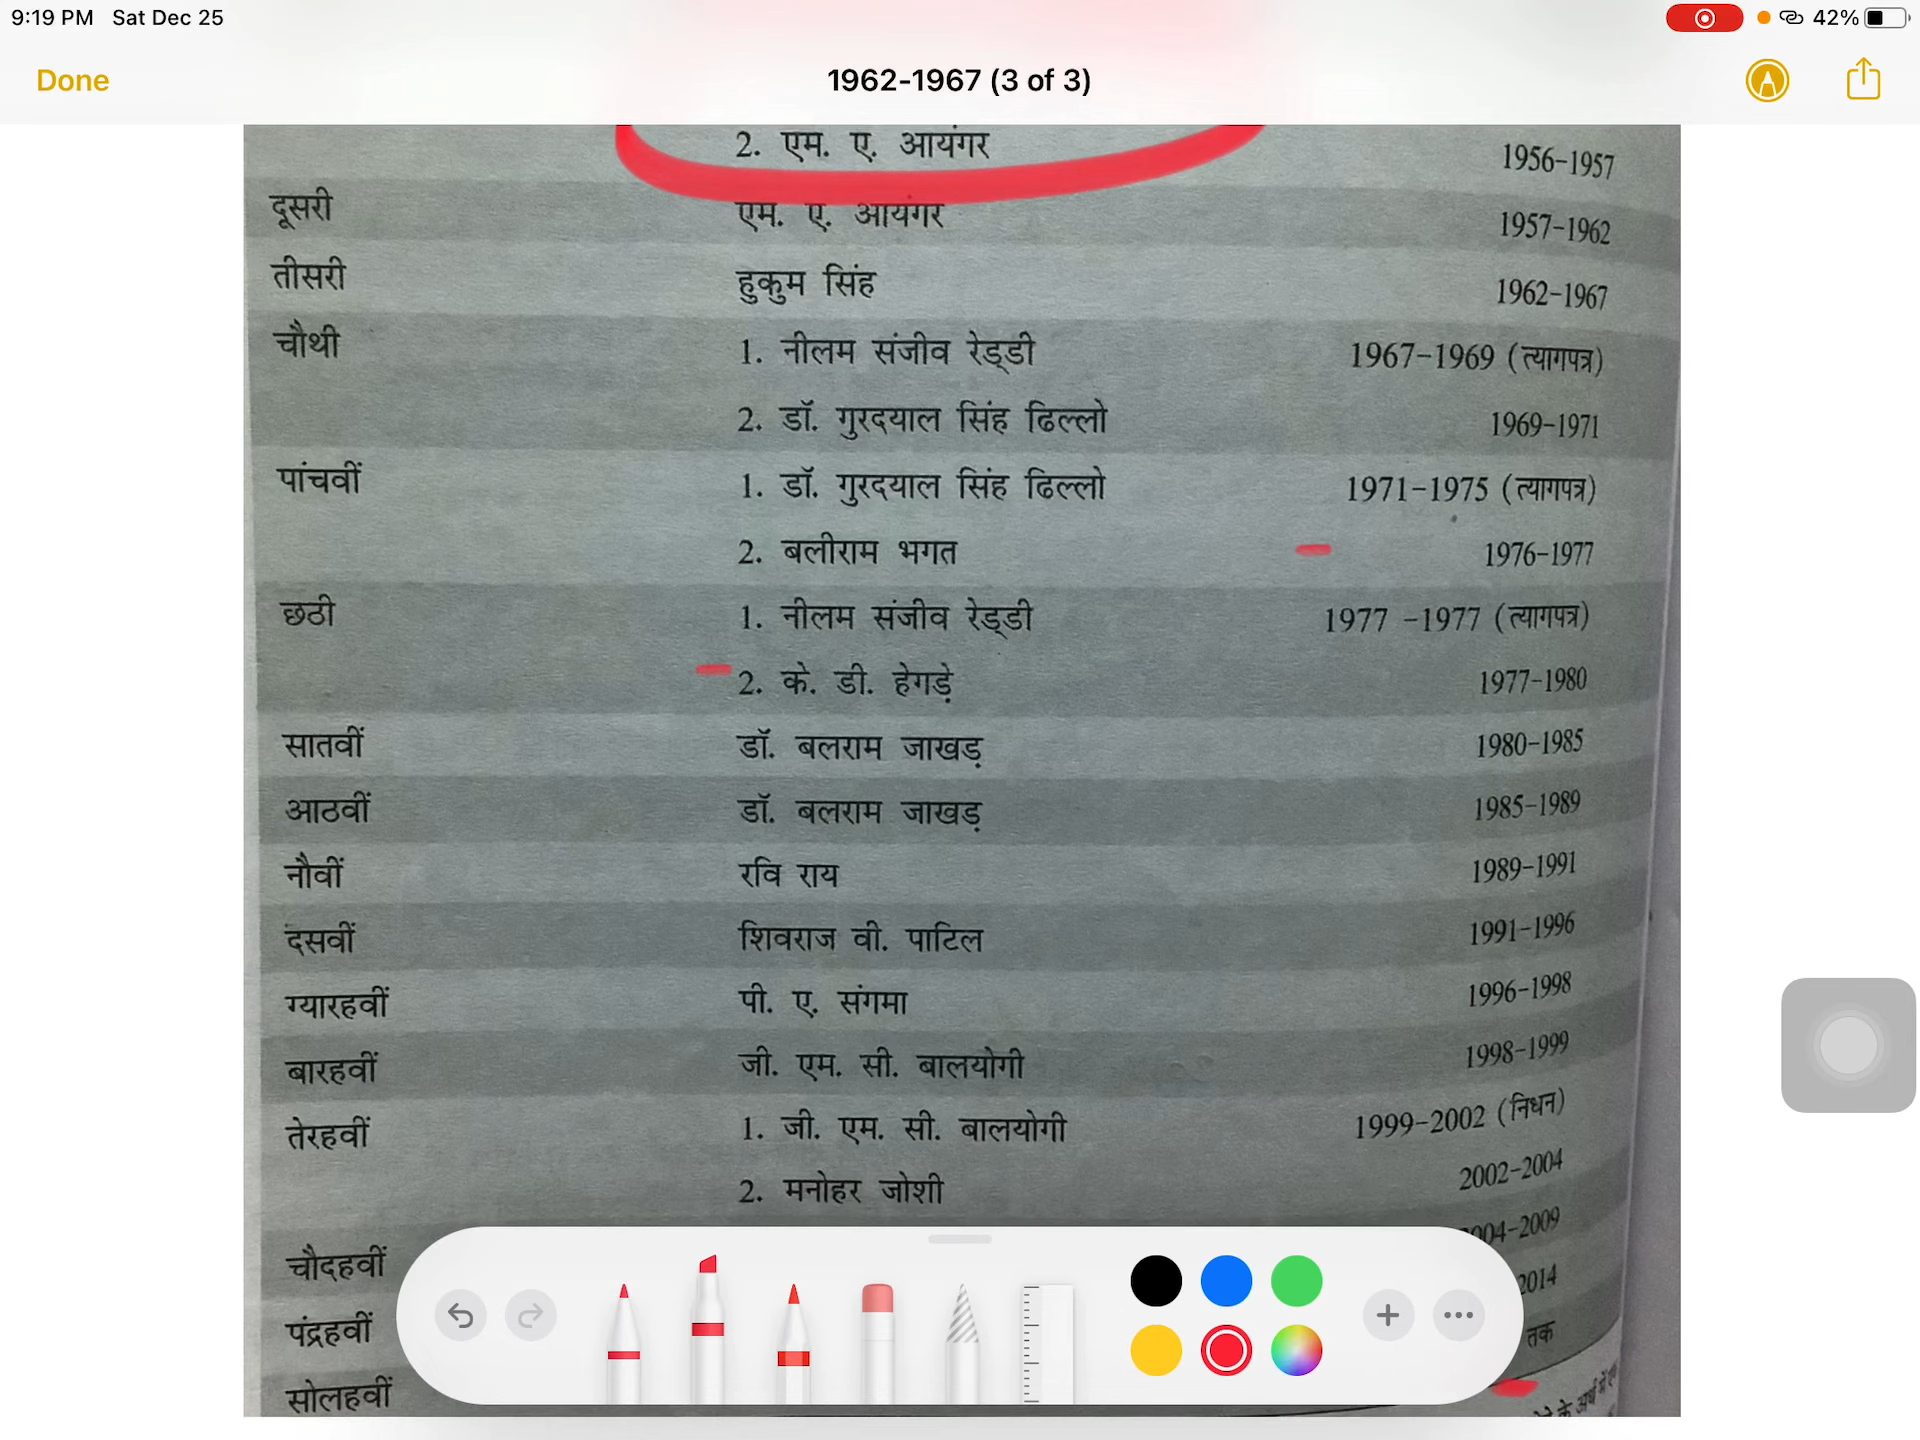 9:19 PM Sat Dec 25
42%
Done
1962-1967 (3 of 3)
2. एम. ए. आयंगर 1956-1957
दूसरी एम. ए. आयंगर 1957-1962
तीसरी हुकुम सिंह 1962-1967
चौथी 1. नीलम संजीव रेड्डी 1967-1969 (त्यागपत्र)
2. डॉ. गुरदयाल सिंह ढिल्लो 1969-1971
पांचवीं 1. डॉ. गुरदयाल सिंह ढिल्लो 1971-1975 (त्यागपत्र)
2. बलीराम भगत 1976-1977
छठी 1. नीलम संजीव रेड्डी 1977 -1977 (त्यागपत्र)
2. के. डी. हेगड़े 1977-1980
सातवीं डॉ. बलराम जाखड़ 1980-1985
आठवीं डॉ. बलराम जाखड़ 1985-1989
नौवीं रवि राय 1989-1991
दसवीं शिवराज वी. पाटिल 1991-1996
ग्यारहवीं पी. ए. संगमा 1996-1998
बारहवीं जी. एम. सी. बालयोगी 1998-1999
तेरहवीं 1. जी. एम. सी. बालयोगी 1999-2002 (निधन)
2. मनोहर जोशी 2002-2004
चौदहवीं 004-2009
पंद्रहवीं 2014
सोलहवीं तक
के अर्थ में